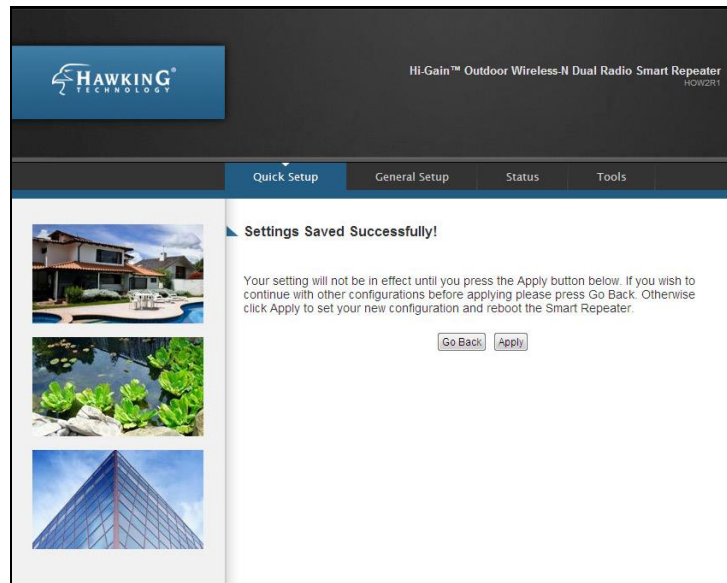 HAWKING®
TECHNOLOGY
Hi-Gain™ Outdoor Wireless-N Dual Radio Smart Repeater
HOW2R1
Quick Setup General Setup Status Tools
Settings Saved Successfully!
Your setting will not be in effect until you press the Apply button below. If you wish to
continue with other configurations before applying please press Go Back. Otherwise
click Apply to set your new configuration and reboot the Smart Repeater.
Go Back Apply